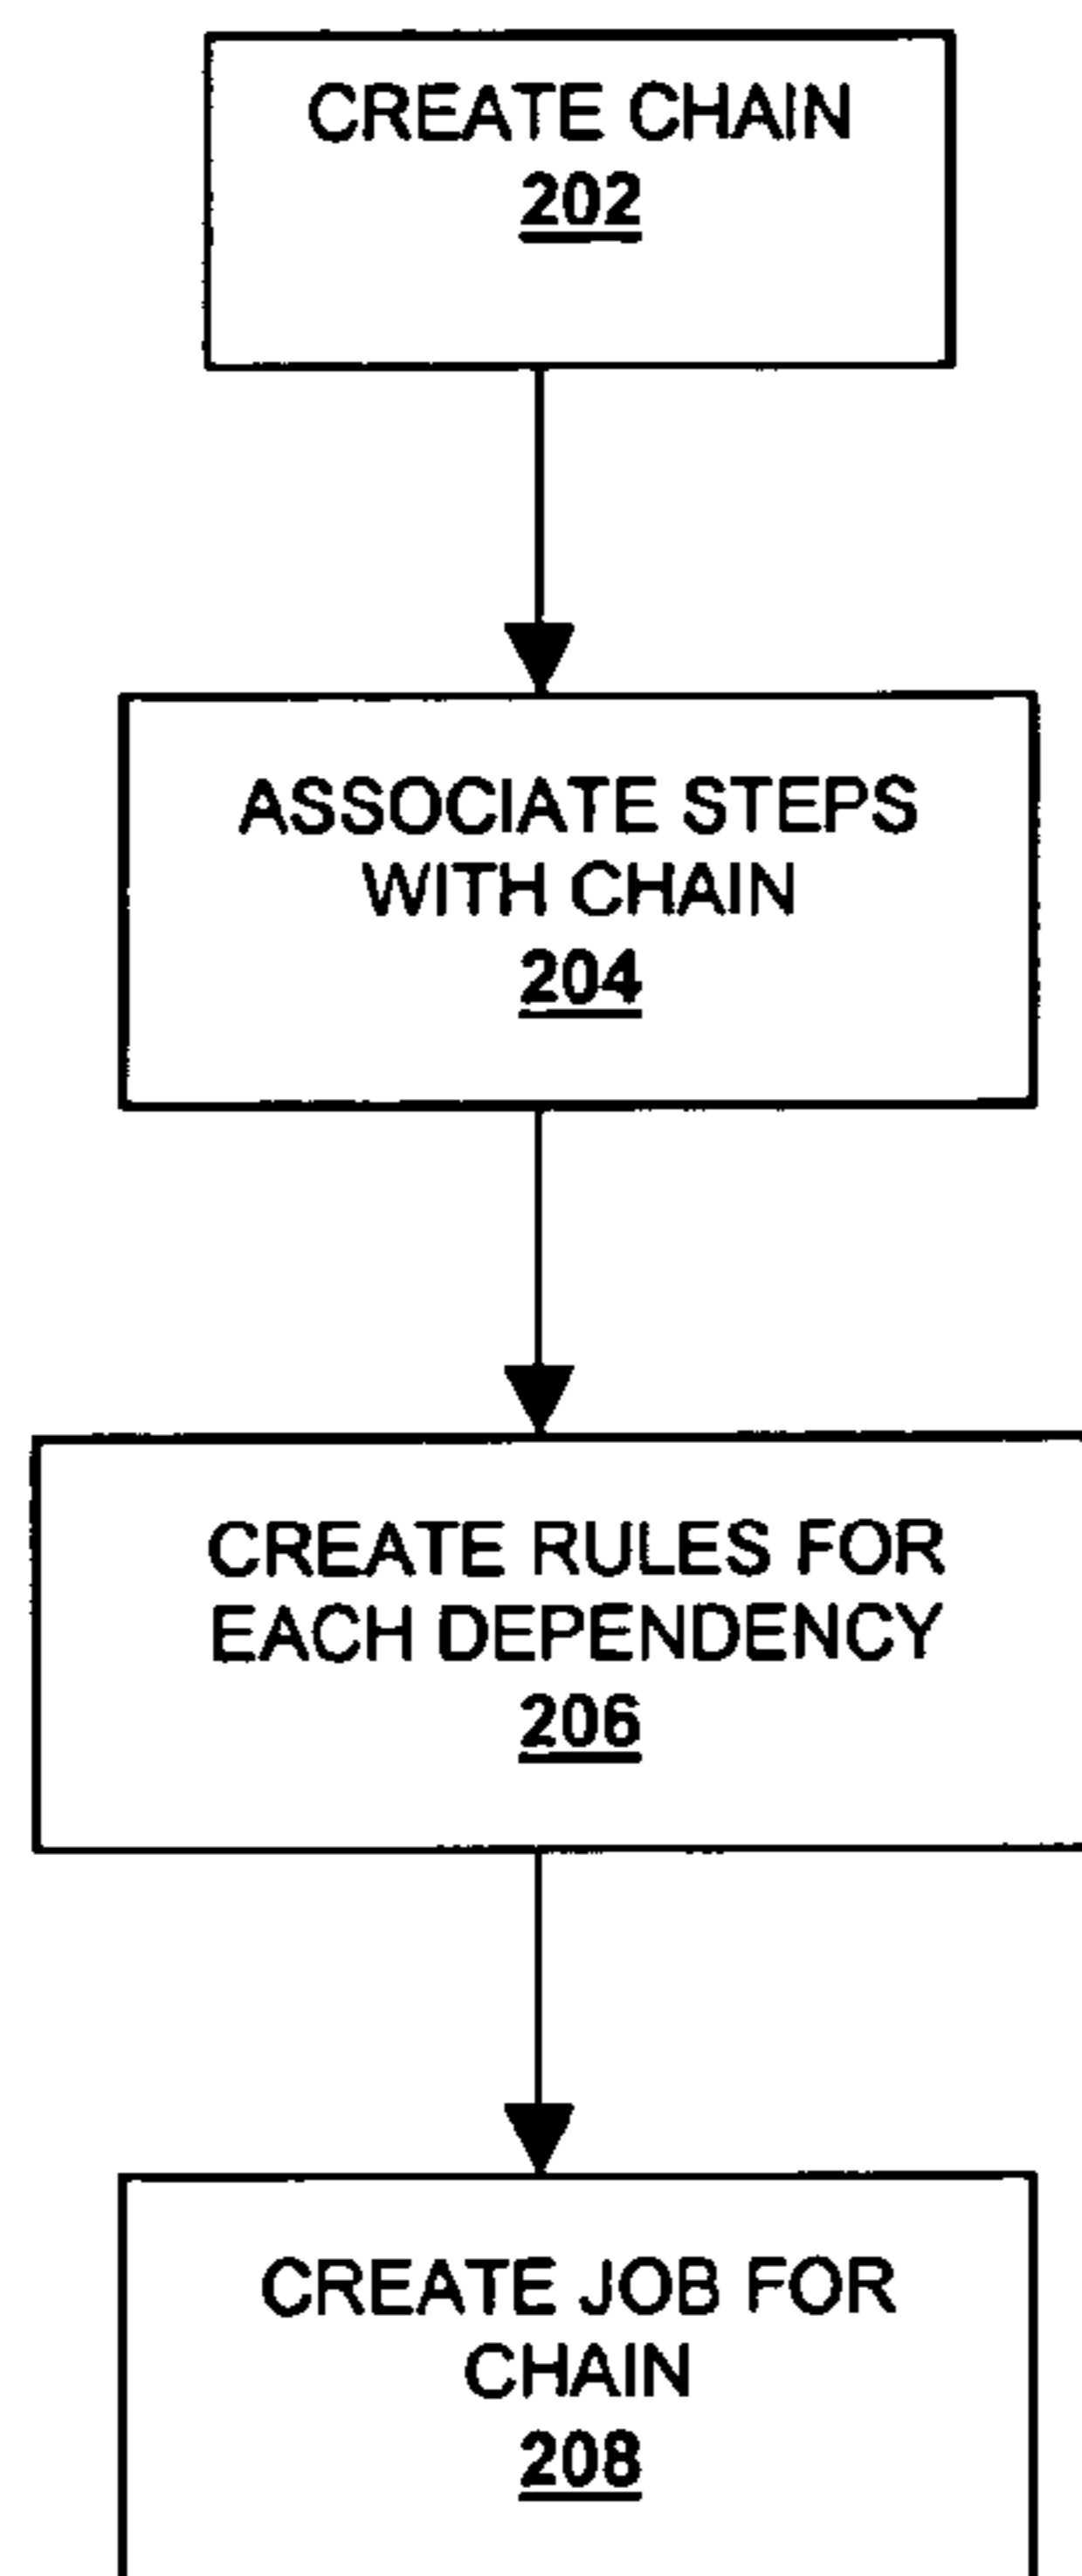 CREATE CHAIN
202
ASSOCIATE STEPS
WITH CHAIN
204
CREATE RULES FOR
EACH DEPENDENCY
206
CREATE JOB FOR
CHAIN
208